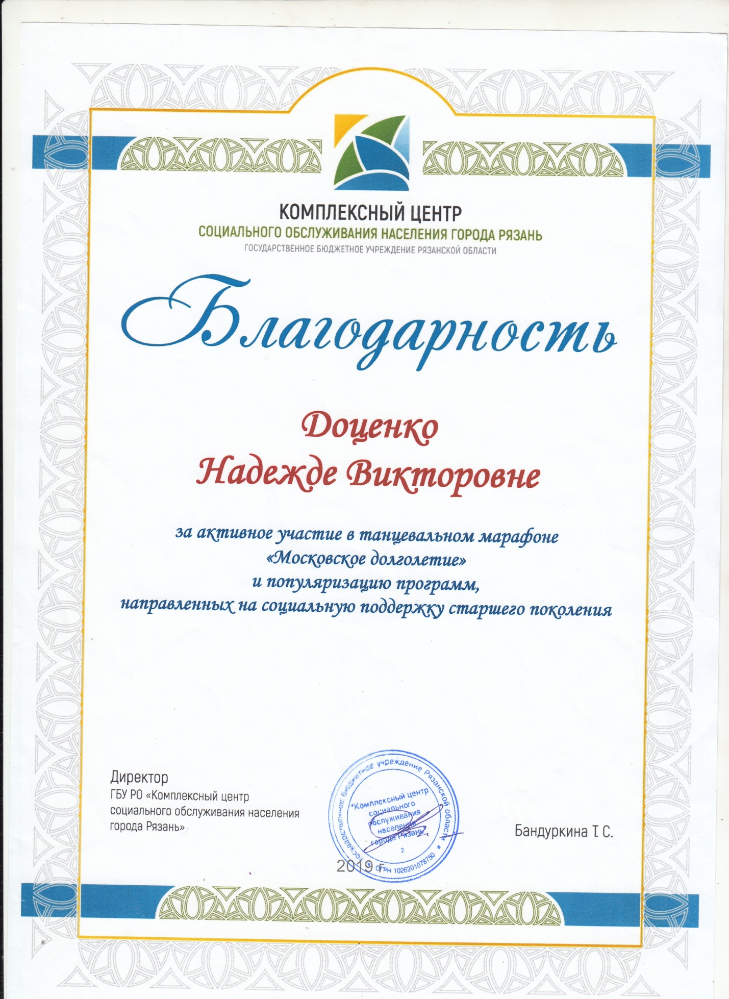 КОМПЛЕКСНЫЙ ЦЕНТР
СОЦИАЛЬНОГО ОБСЛУЖИВАНИЯ НАСЕЛЕНИЯ ГОРОДА РЯЗАНЬ
ГОСУДАРСТВЕННОЕ БЮДЖЕТНОЕ УЧРЕЖДЕНИЕ РЯЗАНСКОЙ ОБЛАСТИ
Благодарность
Доценко
Надежде Викторовне
за активное участие в танцевальном марафоне
«Московское долголетие»
и популяризацию программ,
направленных на социальную поддержку старшего поколения
Директор
ГБУ РО «Комплексный центр
социального обслуживания населения
города Рязань»
Государственное бюджетное учреждение Рязанской области * ОГРН 1026201078750 *
"Комплексный центр
социального
обслуживания
населения
города Рязань"
2
Бандуркина Т. С.
2019 г